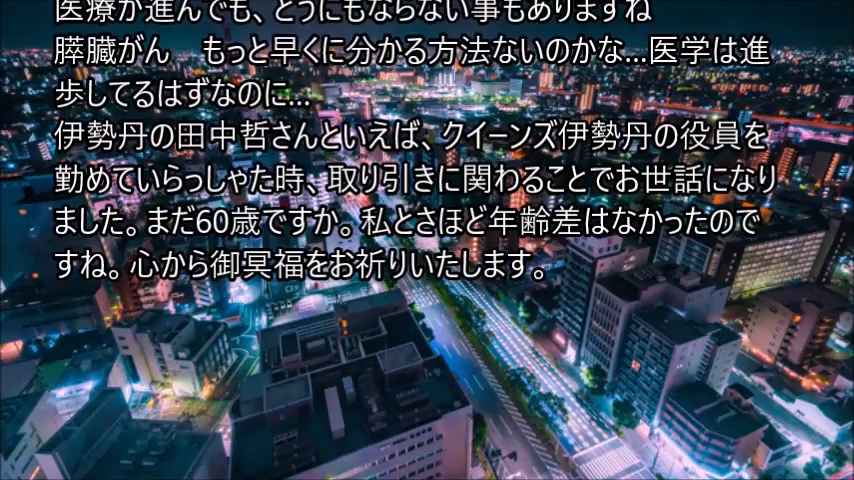 医療が進んでも、どうにもならない事もありますね
膵臓がん　もっと早くに分かる方法ないのかな...医学は進
歩してるはずなのに...
伊勢丹の田中哲さんといえば、クイーンズ伊勢丹の役員を
勤めていらっしゃた時、取り引きに関わることでお世話になり
ました。まだ60歳ですか。私とさほど年齢差はなかったので
すね。心から御冥福をお祈りいたします。